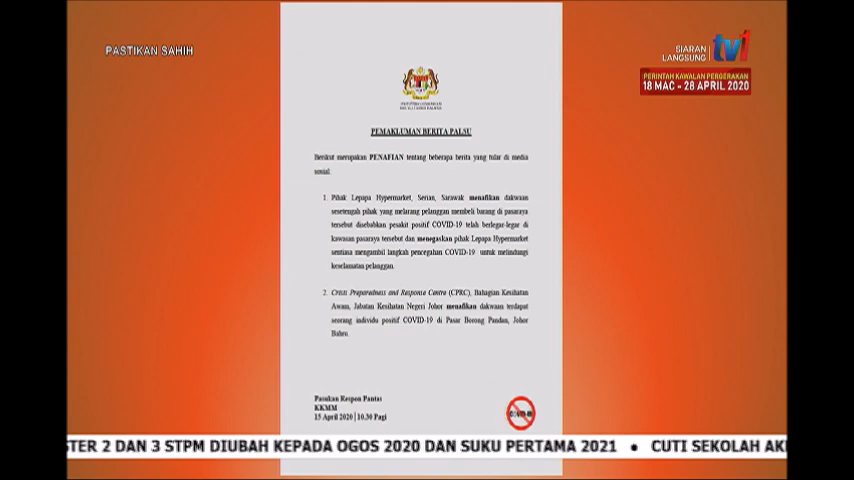 PASTIKAN SAHIH
SIARAN
LANGSUNG
tv1
PERINTAH KAWALAN PERGERAKAN
18 MAC - 28 APRIL 2020
PEMAKLUMAN BERITA PALSU
Berikut merupakan PENAFIAN tentang beberapa berita yang tular di media
sosial:
1. Pihak Lepapa Hypermarket, Serian, Sarawak menafikan dakwaan
sesetengah pihak yang melarang pelanggan membeli barang di pasaraya
tersebut disebabkan pesakit positif COVID-19 telah berlegar-legar di
kawasan pasaraya tersebut dan menegaskan pihak Lepapa Hypermarket
sentiasa mengambil langkah pencegahan COVID-19 untuk melindungi
keselamatan pelanggan.
2. Crisis Preparedness and Response Centre (CPRC), Bahagian Kesihatan
Awam, Jabatan Kesihatan Negeri Johor menafikan dakwaan terdapat
seorang individu positif COVID-19 di Pasar Borong Pandan, Johor
Bahru.
Pasukan Respon Pantas
KKMM
15 April 2020 | 10.30 Pagi
COVID-19
STER 2 DAN 3 STPM DIUBAH KEPADA OGOS 2020 DAN SUKU PERTAMA 2021 • CUTI SEKOLAH AK